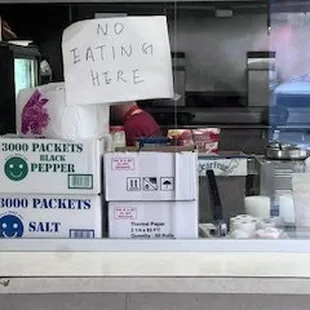 NO
EATING
HERE
3000 PACKETS
BLACK
PEPPER
3000 PACKETS
SALT
Thermal Paper